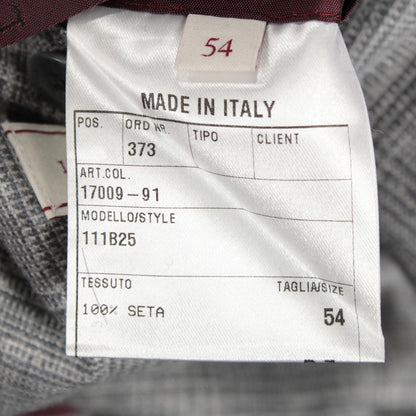 54
MADE IN ITALY
POS. ORD NR. TIPO CLIENT
373
ART.COL.
17009-91
MODELLO/STYLE
111B25
TESSUTO TAGLIA/SIZE
100% SETA 54